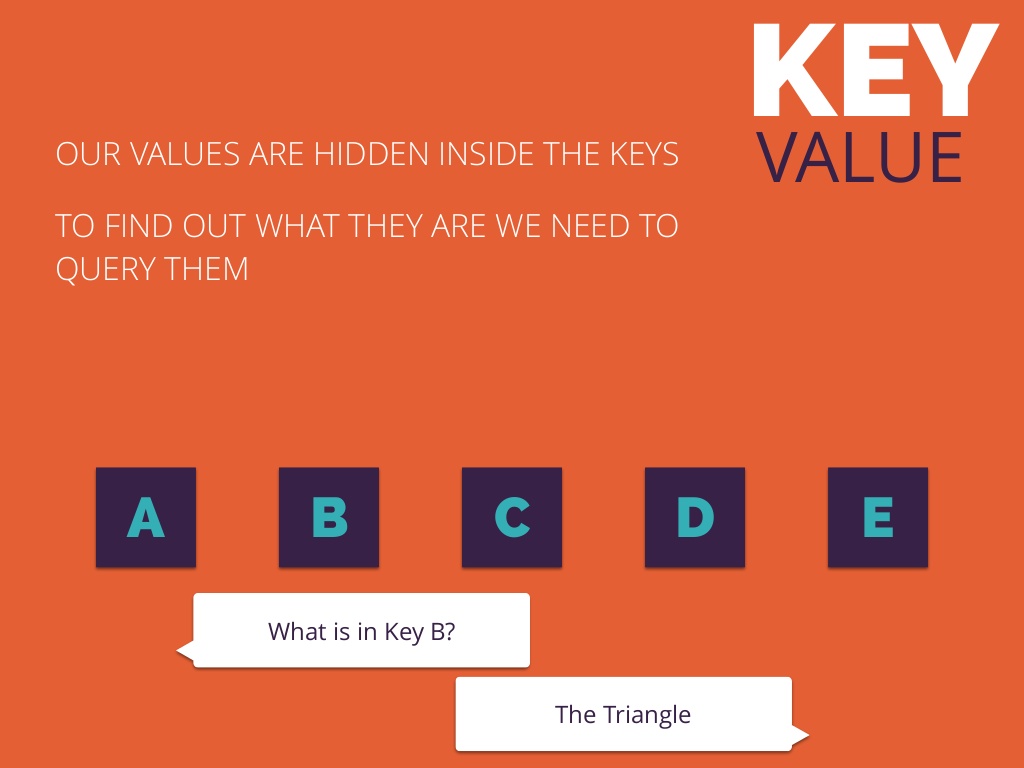 KEY
VALUE
OUR VALUES ARE HIDDEN INSIDE THE KEYS
TO FIND OUT WHAT THEY ARE WE NEED TO
QUERY THEM
A B C D E
What is in Key B?
The Triangle